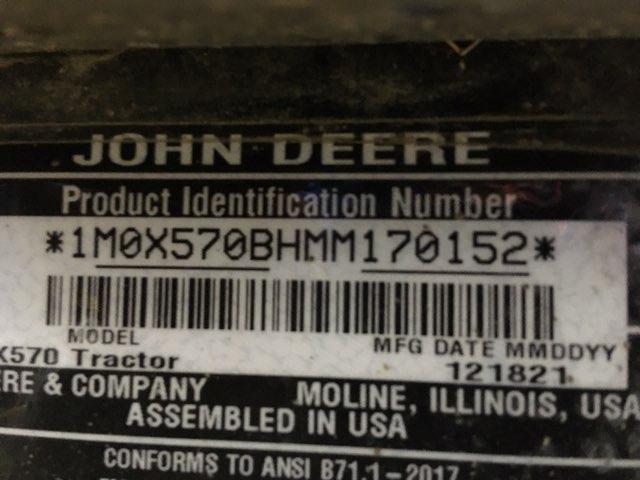 JOHN DEERE
Product Identification Number
*1M0X570BHMM170152*
MODEL MFG DATE MMDDYY
X570 Tractor 121821
ERE & COMPANY MOLINE, ILLINOIS, USA
ASSEMBLED IN USA
CONFORMS TO ANSI B71.1-2017